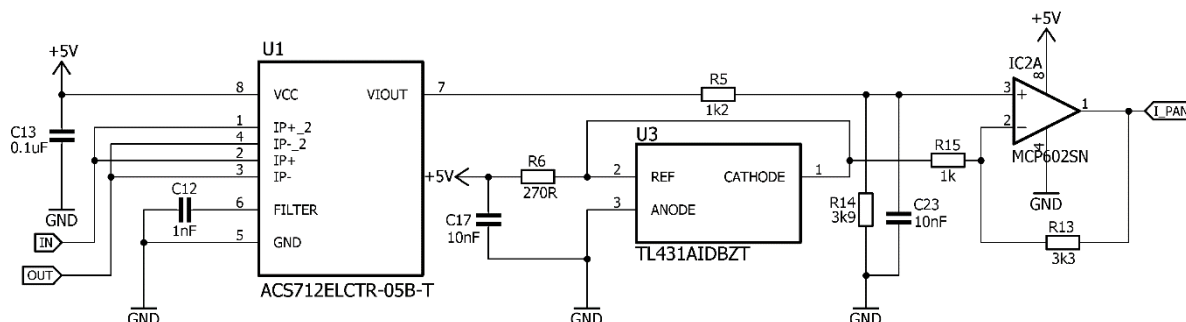 +5V
C13
0.1uF
GND
IN
OUT
U1
8 VCC
1 IP+_2
4 IP-_2
2 IP+
3 IP-
6 FILTER
5 GND
VIOUT 7
ACS712ELCTR-05B-T
C12
1nF
GND
+5V
R6
270R
C17
10nF
U3
2 REF
3 ANODE
CATHODE 1
TL431AIDBZT
GND
R5
1k2
R14
3k9
C23
10nF
GND
R15
1k
+5V
IC2A
8
3 +
2 -
1
4
MCP602SN
GND
R13
3k3
I_PAN